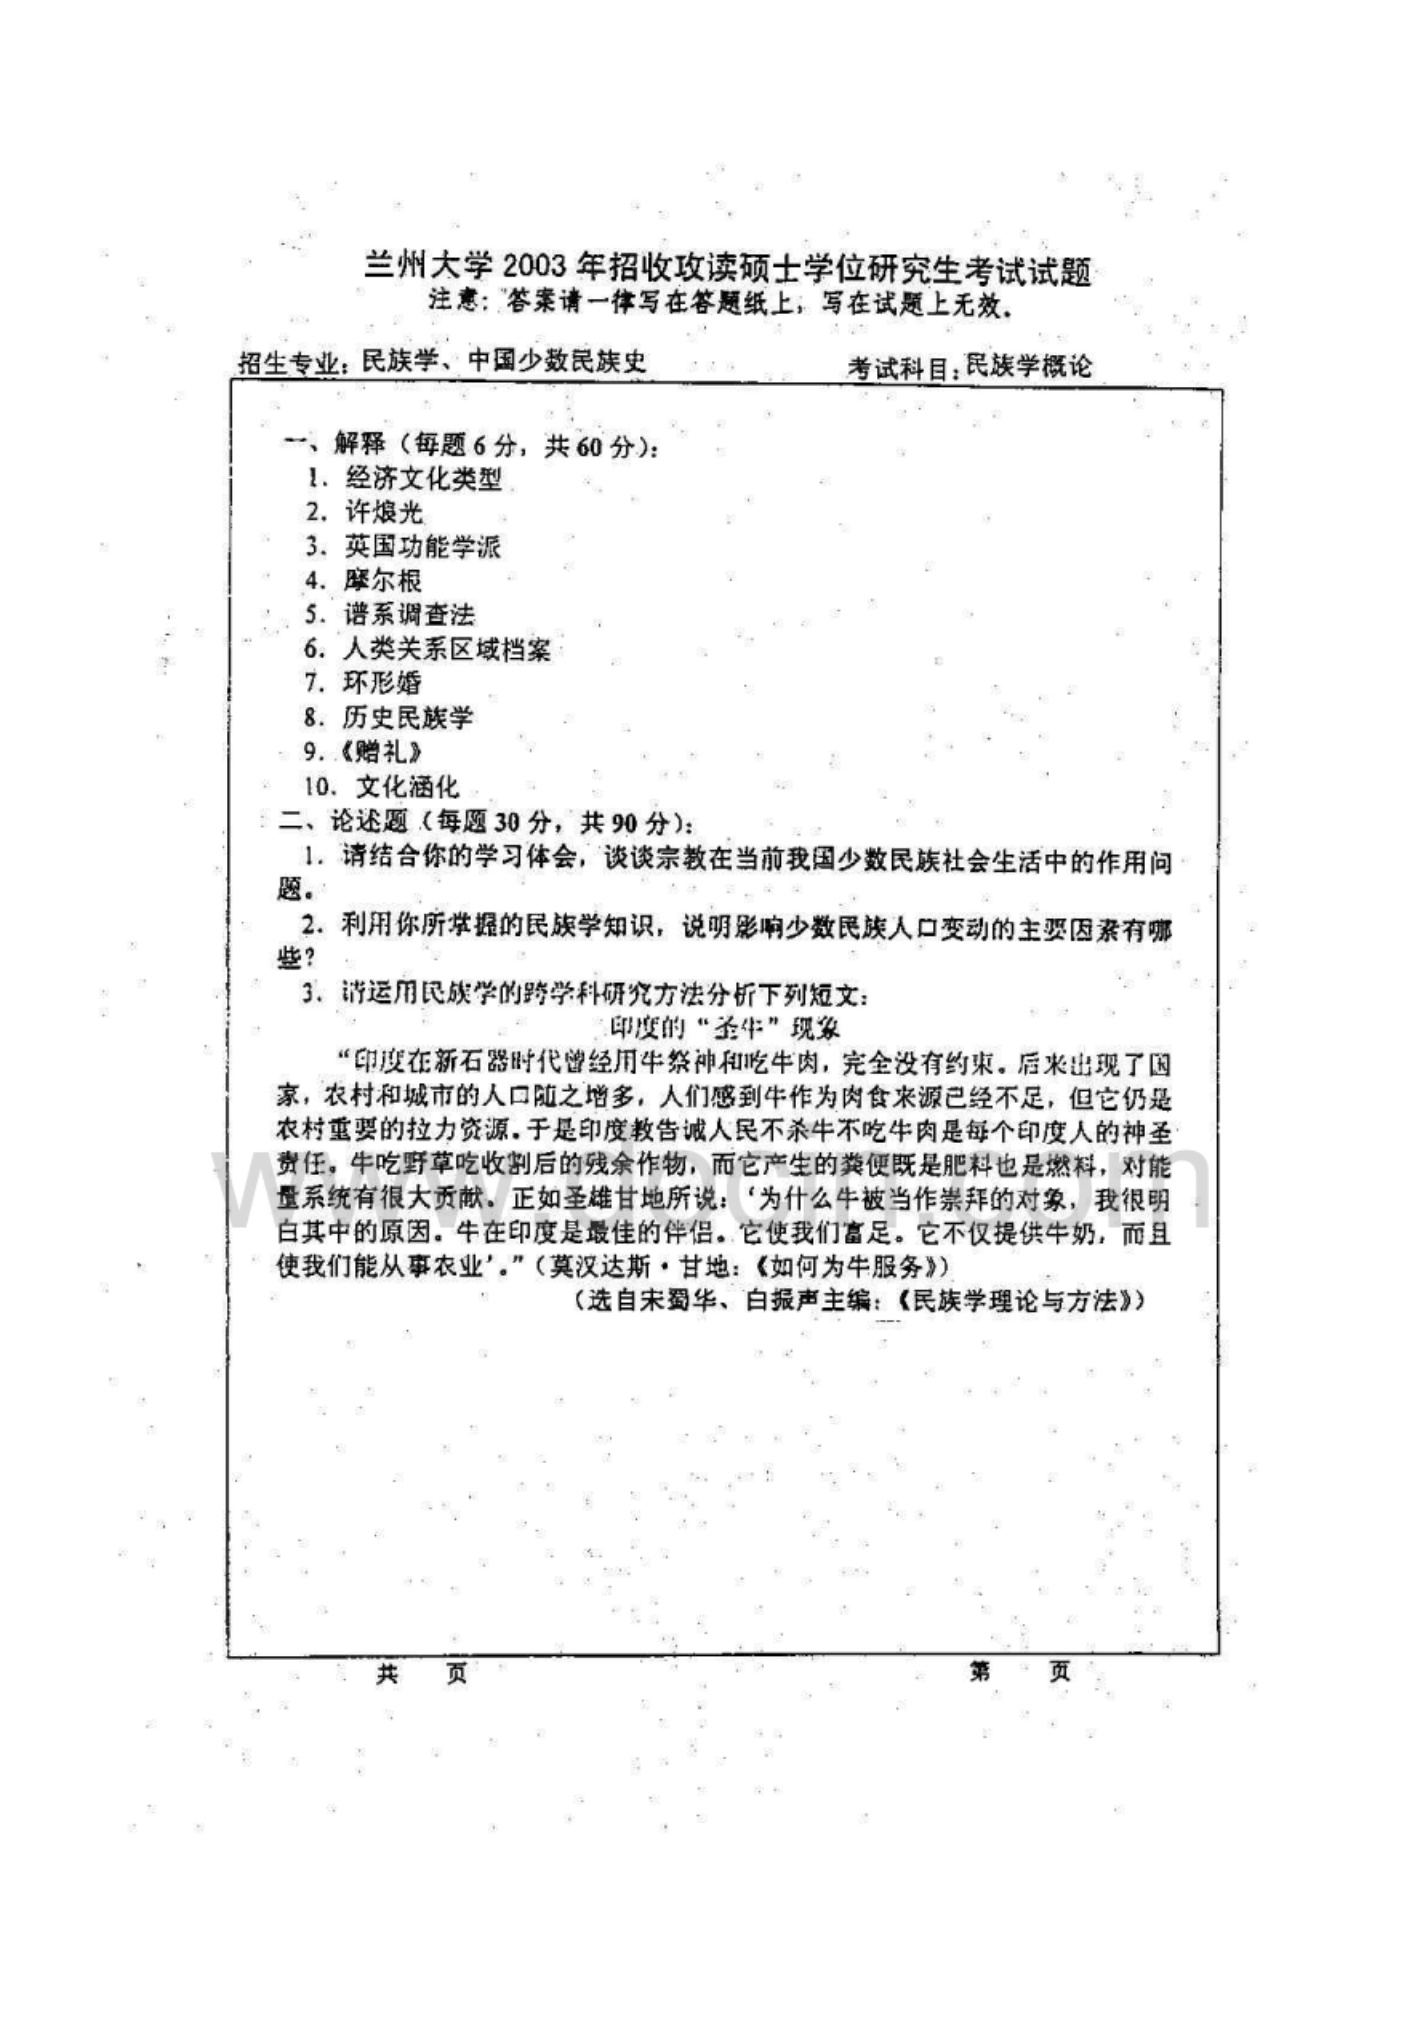 兰州大学 2003 年招收攻读硕士学位研究生考试试题
注意：答案请一律写在答题纸上，写在试题上无效。
招生专业：民族学、中国少数民族史 考试科目：民族学概论
一、解释（每题 6 分，共 60 分）：
1．经济文化类型
2．许烺光
3．英国功能学派
4．摩尔根
5．谱系调查法
6．人类关系区域档案
7．环形婚
8．历史民族学
9．《赠礼》
10．文化涵化
二、论述题（每题 30 分，共 90 分）：
1．请结合你的学习体会，谈谈宗教在当前我国少数民族社会生活中的作用问
题。
2．利用你所掌握的民族学知识，说明影响少数民族人口变动的主要因素有哪
些？
3．请运用民族学的跨学科研究方法分析下列短文：
印度的“圣牛”现象
“印度在新石器时代曾经用牛祭神和吃牛肉，完全没有约束。后来出现了国
家，农村和城市的人口随之增多，人们感到牛作为肉食来源已经不足，但它仍是
农村重要的拉力资源。于是印度教告诫人民不杀牛不吃牛肉是每个印度人的神圣
责任。牛吃野草吃收割后的残余作物，而它产生的粪便既是肥料也是燃料，对能
量系统有很大贡献。正如圣雄甘地所说：‘为什么牛被当作崇拜的对象，我很明
白其中的原因。牛在印度是最佳的伴侣。它使我们富足。它不仅提供牛奶，而且
使我们能从事农业’。”（莫汉达斯·甘地：《如何为牛服务》）
（选自宋蜀华、白振声主编：《民族学理论与方法》）
共 页 第 页
www.docin.com